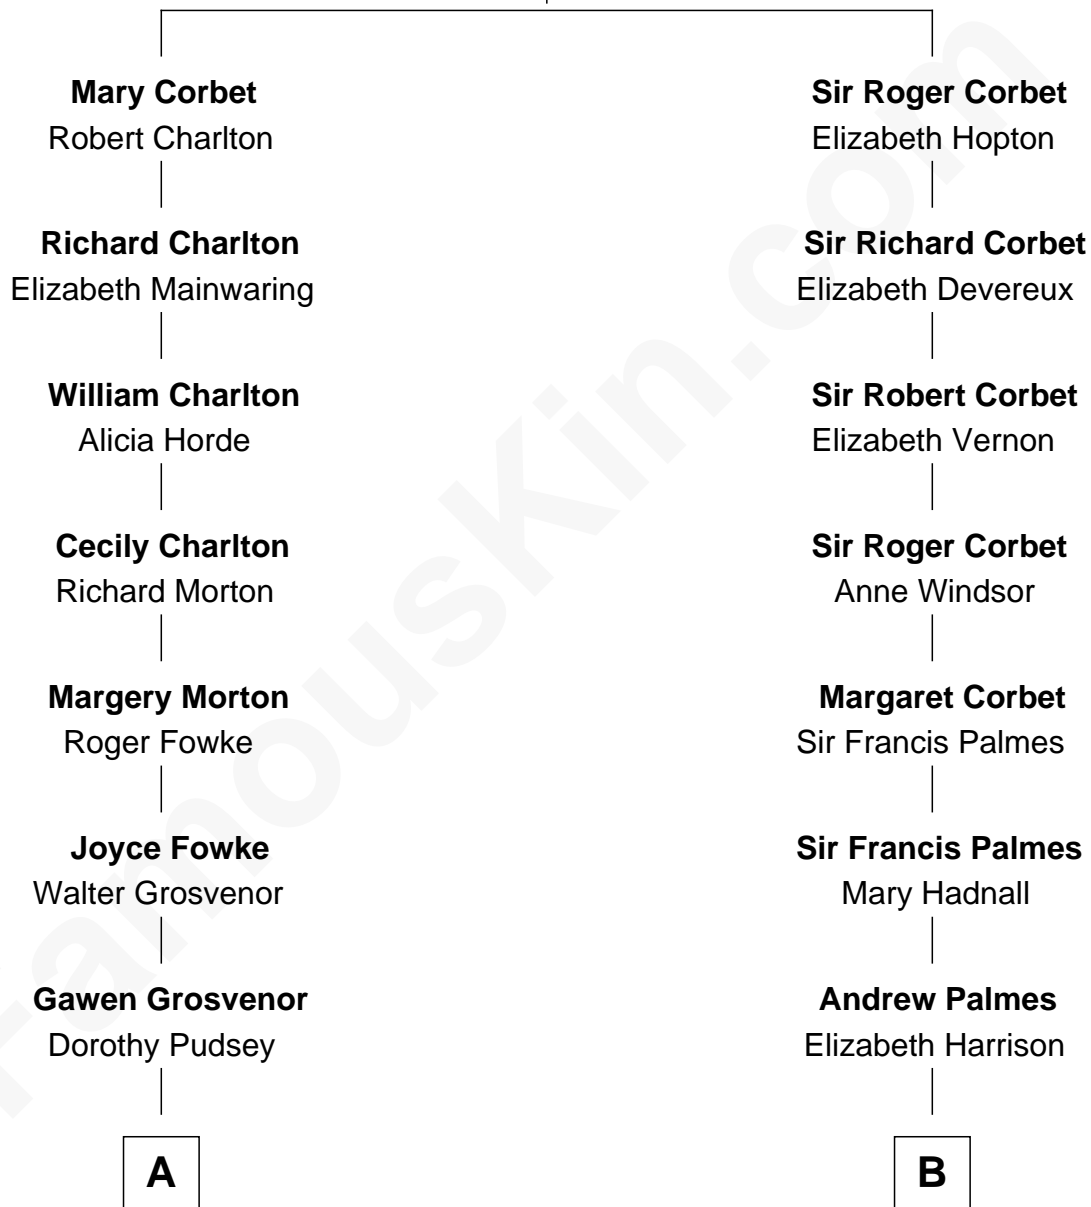 Mary Corbet
Robert Charlton
Sir Roger Corbet
Elizabeth Hopton
Richard Charlton
Elizabeth Mainwaring
Sir Richard Corbet
Elizabeth Devereux
William Charlton
Alicia Horde
Sir Robert Corbet
Elizabeth Vernon
Cecily Charlton
Richard Morton
Sir Roger Corbet
Anne Windsor
Margery Morton
Roger Fowke
Margaret Corbet
Sir Francis Palmes
Joyce Fowke
Walter Grosvenor
Sir Francis Palmes
Mary Hadnall
Gawen Grosvenor
Dorothy Pudsey
Andrew Palmes
Elizabeth Harrison
A
B
FamousKin.com